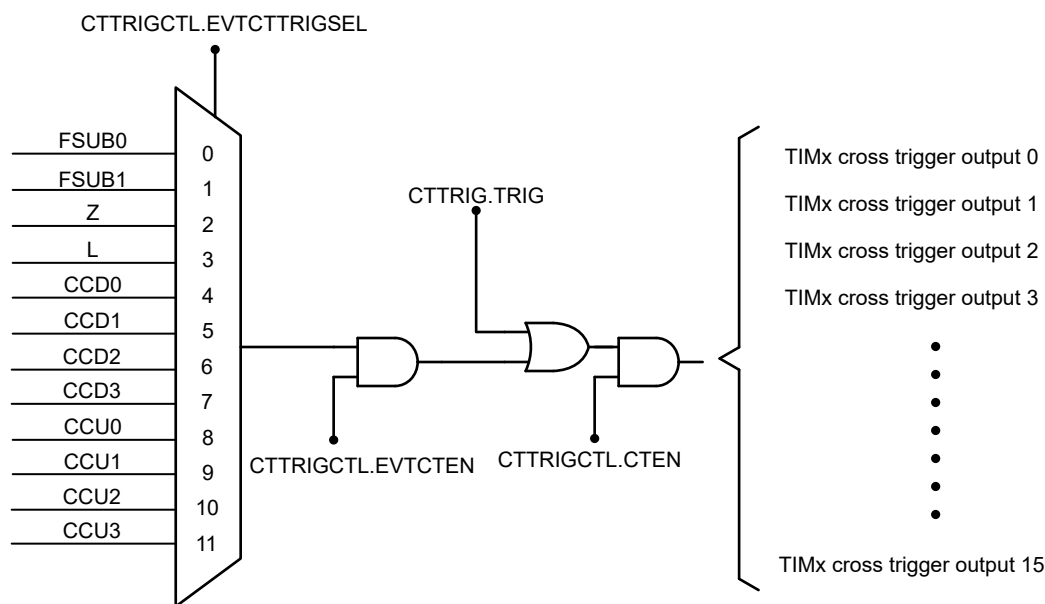 CTTRIGCTL.EVTCTTRIGSEL
FSUB0
0
FSUB1
1
Z
2
L
3
CCD0
4
CCD1
5
CCD2
6
CCD3
7
CCU0
8
CCU1
9
CCU2
10
CCU3
11
CTTRIG.TRIG
CTTRIGCTL.EVTCTEN
CTTRIGCTL.CTEN
TIMx cross trigger output 0
TIMx cross trigger output 1
TIMx cross trigger output 2
TIMx cross trigger output 3
TIMx cross trigger output 15